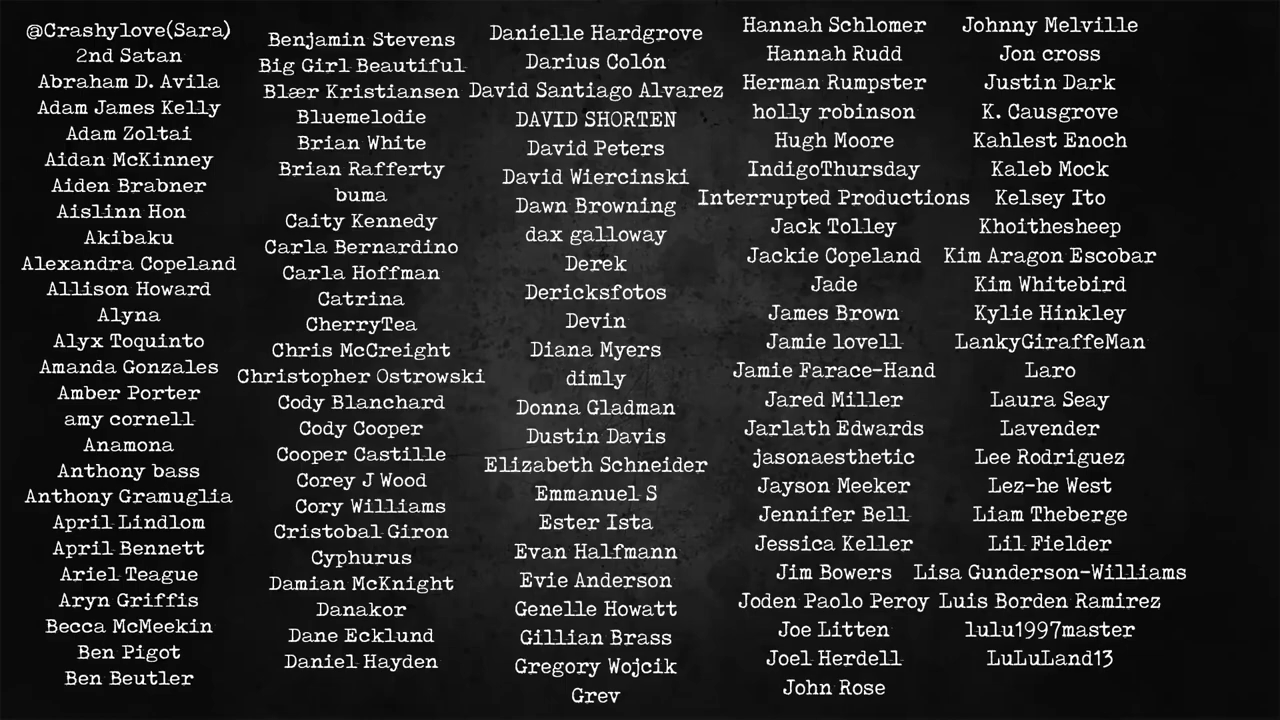 @Crashylove(Sara)
2nd Satan
Abraham D. Avila
Adam James Kelly
Adam Zoltai
Aidan McKinney
Aiden Brabner
Aislinn Hon
Akibaku
Alexandra Copeland
Allison Howard
Alyna
Alyx Toquinto
Amanda Gonzales
Amber Porter
amy cornell
Anamona
Anthony bass
Anthony Gramuglia
April Lindlom
April Bennett
Ariel Teague
Aryn Griffis
Becca McMeekin
Ben Pigot
Ben Beutler
Benjamin Stevens
Big Girl Beautiful
Blær Kristiansen
Bluemelodie
Brian White
Brian Rafferty
buma
Caity Kennedy
Carla Bernardino
Carla Hoffman
Catrina
CherryTea
Chris McCreight
Christopher Ostrowski
Cody Blanchard
Cody Cooper
Cooper Castille
Corey J Wood
Cory Williams
Cristobal Giron
Cyphurus
Damian McKnight
Danakor
Dane Ecklund
Daniel Hayden
Danielle Hardgrove
Darius Colón
David Santiago Alvarez
DAVID SHORTEN
David Peters
David Wiercinski
Dawn Browning
dax galloway
Derek
Dericksfotos
Devin
Diana Myers
dimly
Donna Gladman
Dustin Davis
Elizabeth Schneider
Emmanuel S
Ester Ista
Evan Halfmann
Evie Anderson
Genelle Howatt
Gillian Brass
Gregory Wojcik
Grev
Hannah Schlomer
Hannah Rudd
Herman Rumpster
holly robinson
Hugh Moore
IndigoThursday
Interrupted Productions
Jack Tolley
Jackie Copeland
Jade
James Brown
Jamie lovell
Jamie Farace-Hand
Jared Miller
Jarlath Edwards
jasonaesthetic
Jayson Meeker
Jennifer Bell
Jessica Keller
Jim Bowers
Joden Paolo Peroy
Joe Litten
Joel Herdell
John Rose
Johnny Melville
Jon cross
Justin Dark
K. Causgrove
Kahlest Enoch
Kaleb Mock
Kelsey Ito
Khoithesheep
Kim Aragon Escobar
Kim Whitebird
Kylie Hinkley
LankyGiraffeMan
Laro
Laura Seay
Lavender
Lee Rodriguez
Lez-he West
Liam Theberge
Lil Fielder
Lisa Gunderson-Williams
Luis Borden Ramirez
lulu1997master
LuLuLand13